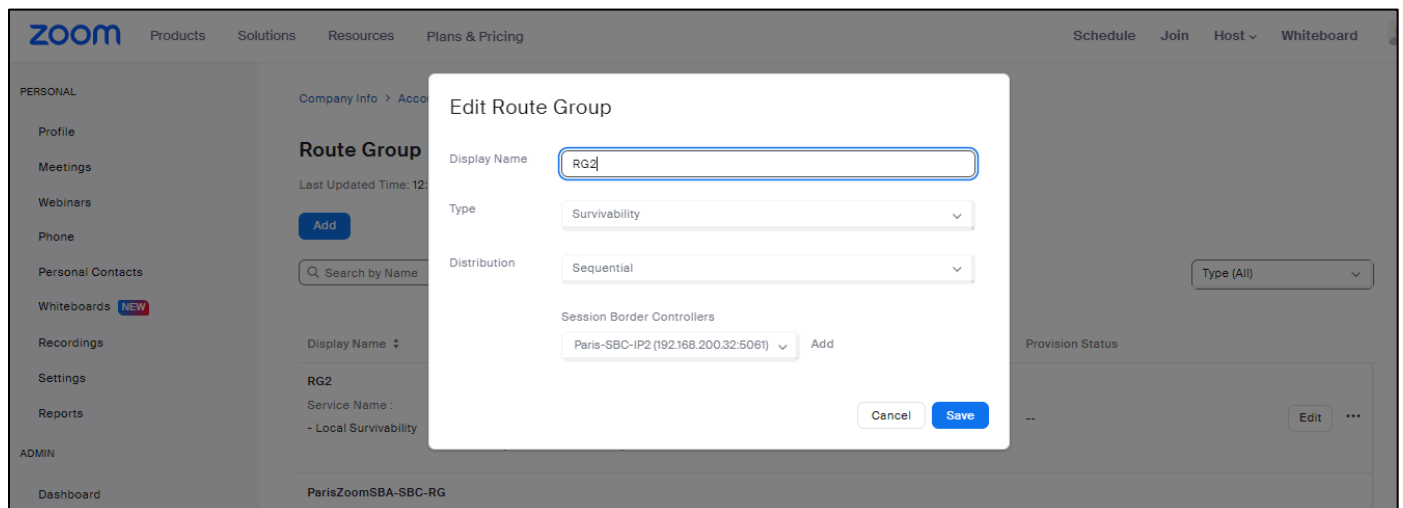 zoom Products Solutions Resources Plans & Pricing Schedule Join Host Whiteboard
PERSONAL
Profile
Meetings
Webinars
Phone
Personal Contacts
Whiteboards NEW
Recordings
Settings
Reports
ADMIN
Dashboard
Company Info > Acco
Route Group
Last Updated Time: 12:
Add
Search by Name
Type (All)
Display Name
Provision Status
RG2
Service Name :
- Local Survivability
--
Edit
ParisZoomSBA-SBC-RG
Edit Route Group
Display Name RG2
Type Survivability
Distribution Sequential
Session Border Controllers
Paris-SBC-IP2 (192.168.200.32:5061) Add
Cancel Save